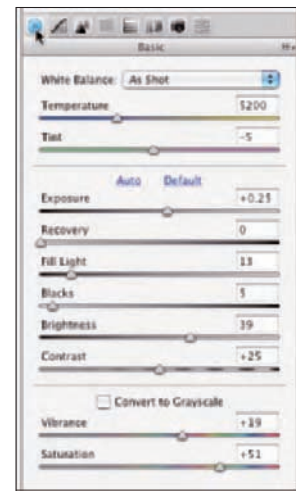 Basic
White Balance: As Shot
Temperature 5200
Tint -5
Auto Default
Exposure +0.25
Recovery 0
Fill Light 13
Blacks 5
Brightness 39
Contrast +25
Convert to Grayscale
Vibrance +19
Saturation +51